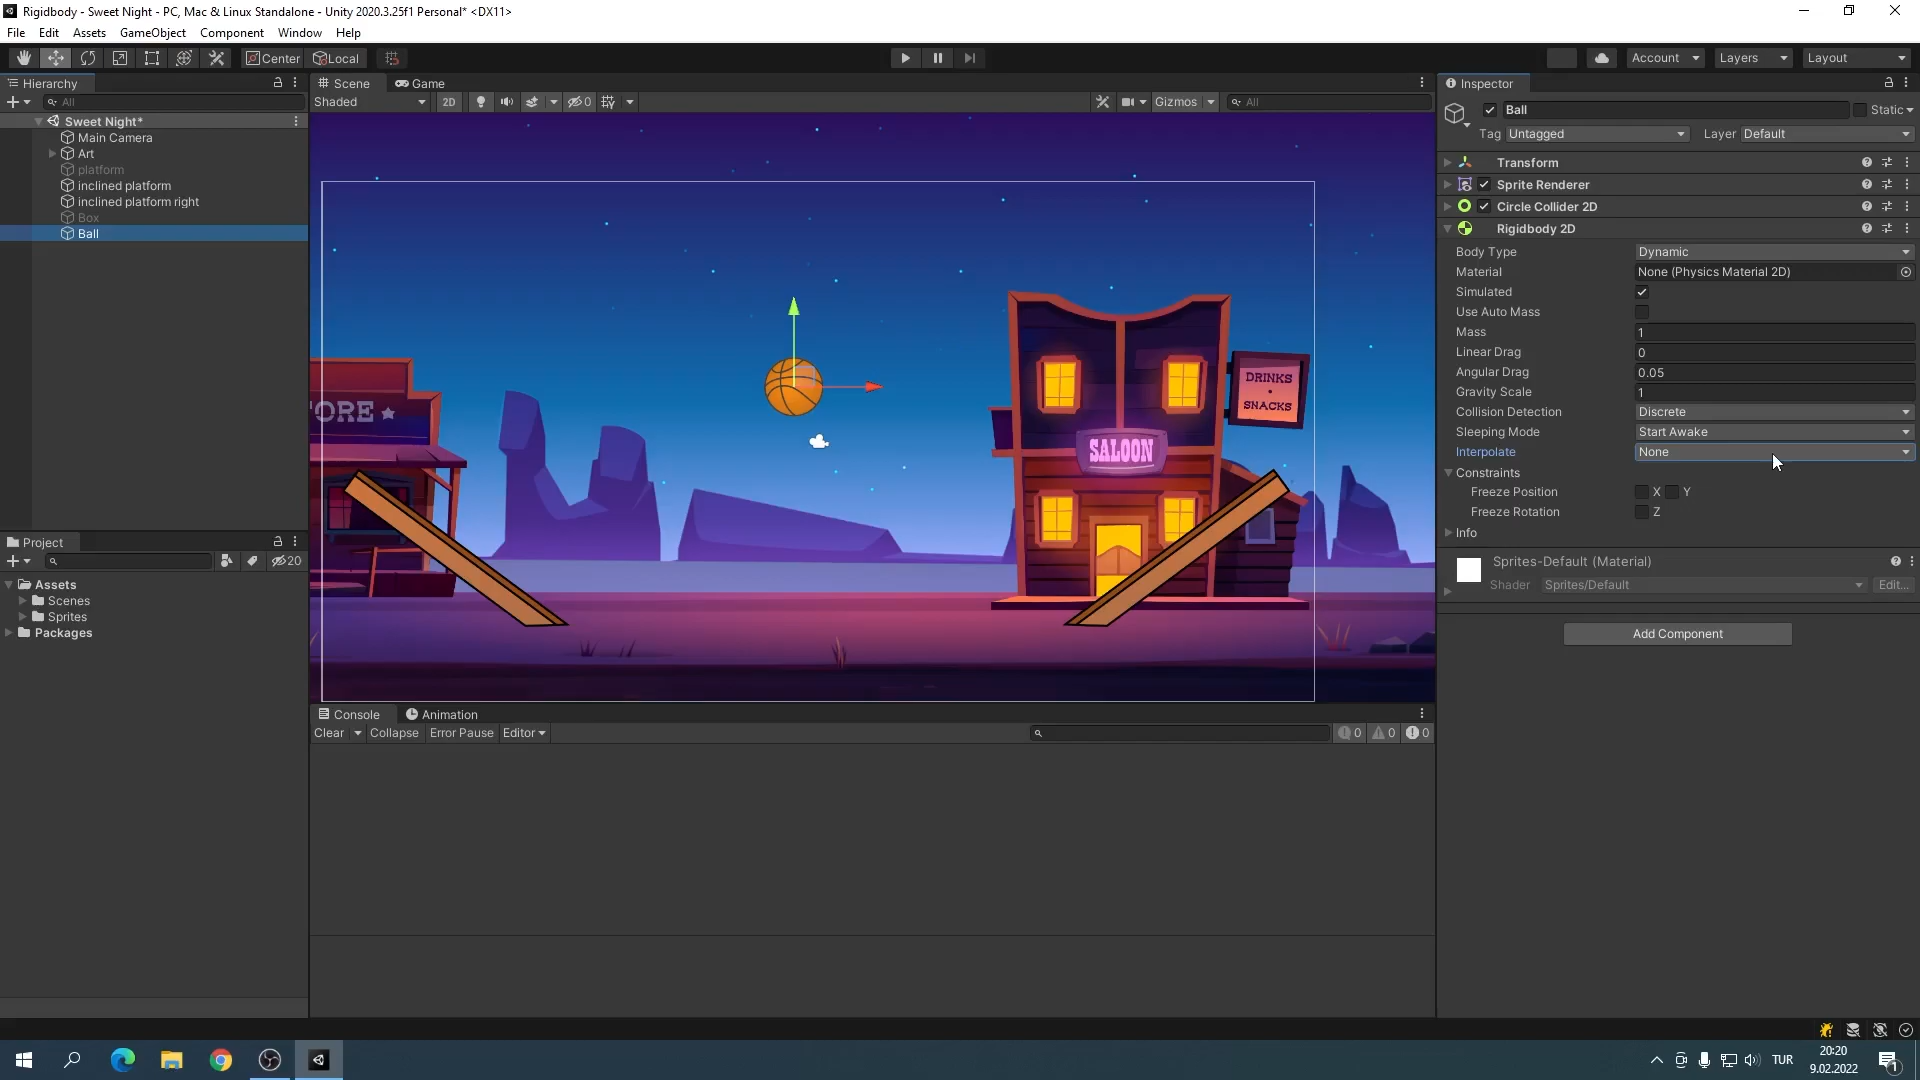 Rigidbody - Sweet Night - PC, Mac & Linux Standalone - Unity 2020.3.25f1 Personal* <DX11>
File Edit Assets GameObject Component Window Help
Center Local
Account Layers Layout
Hierarchy
All
Sweet Night*
Main Camera
Art
platform
inclined platform
inclined platform right
Box
Ball
Project
20
Assets
Scenes
Sprites
Packages
Scene Game
Shaded 2D 0 Gizmos All
ORE
DRINKS
SNACKS
SALOON
Console Animation
Clear Collapse Error Pause Editor 0 0 0
Inspector
Ball Static
Tag Untagged Layer Default
Transform
Sprite Renderer
Circle Collider 2D
Rigidbody 2D
Body Type Dynamic
Material None (Physics Material 2D)
Simulated
Use Auto Mass
Mass 1
Linear Drag 0
Angular Drag 0.05
Gravity Scale 1
Collision Detection Discrete
Sleeping Mode Start Awake
Interpolate None
Constraints
Freeze Position X Y
Freeze Rotation Z
Info
Sprites-Default (Material)
Shader Sprites/Default Edit...
Add Component
TUR
20:20
9.02.2022
1